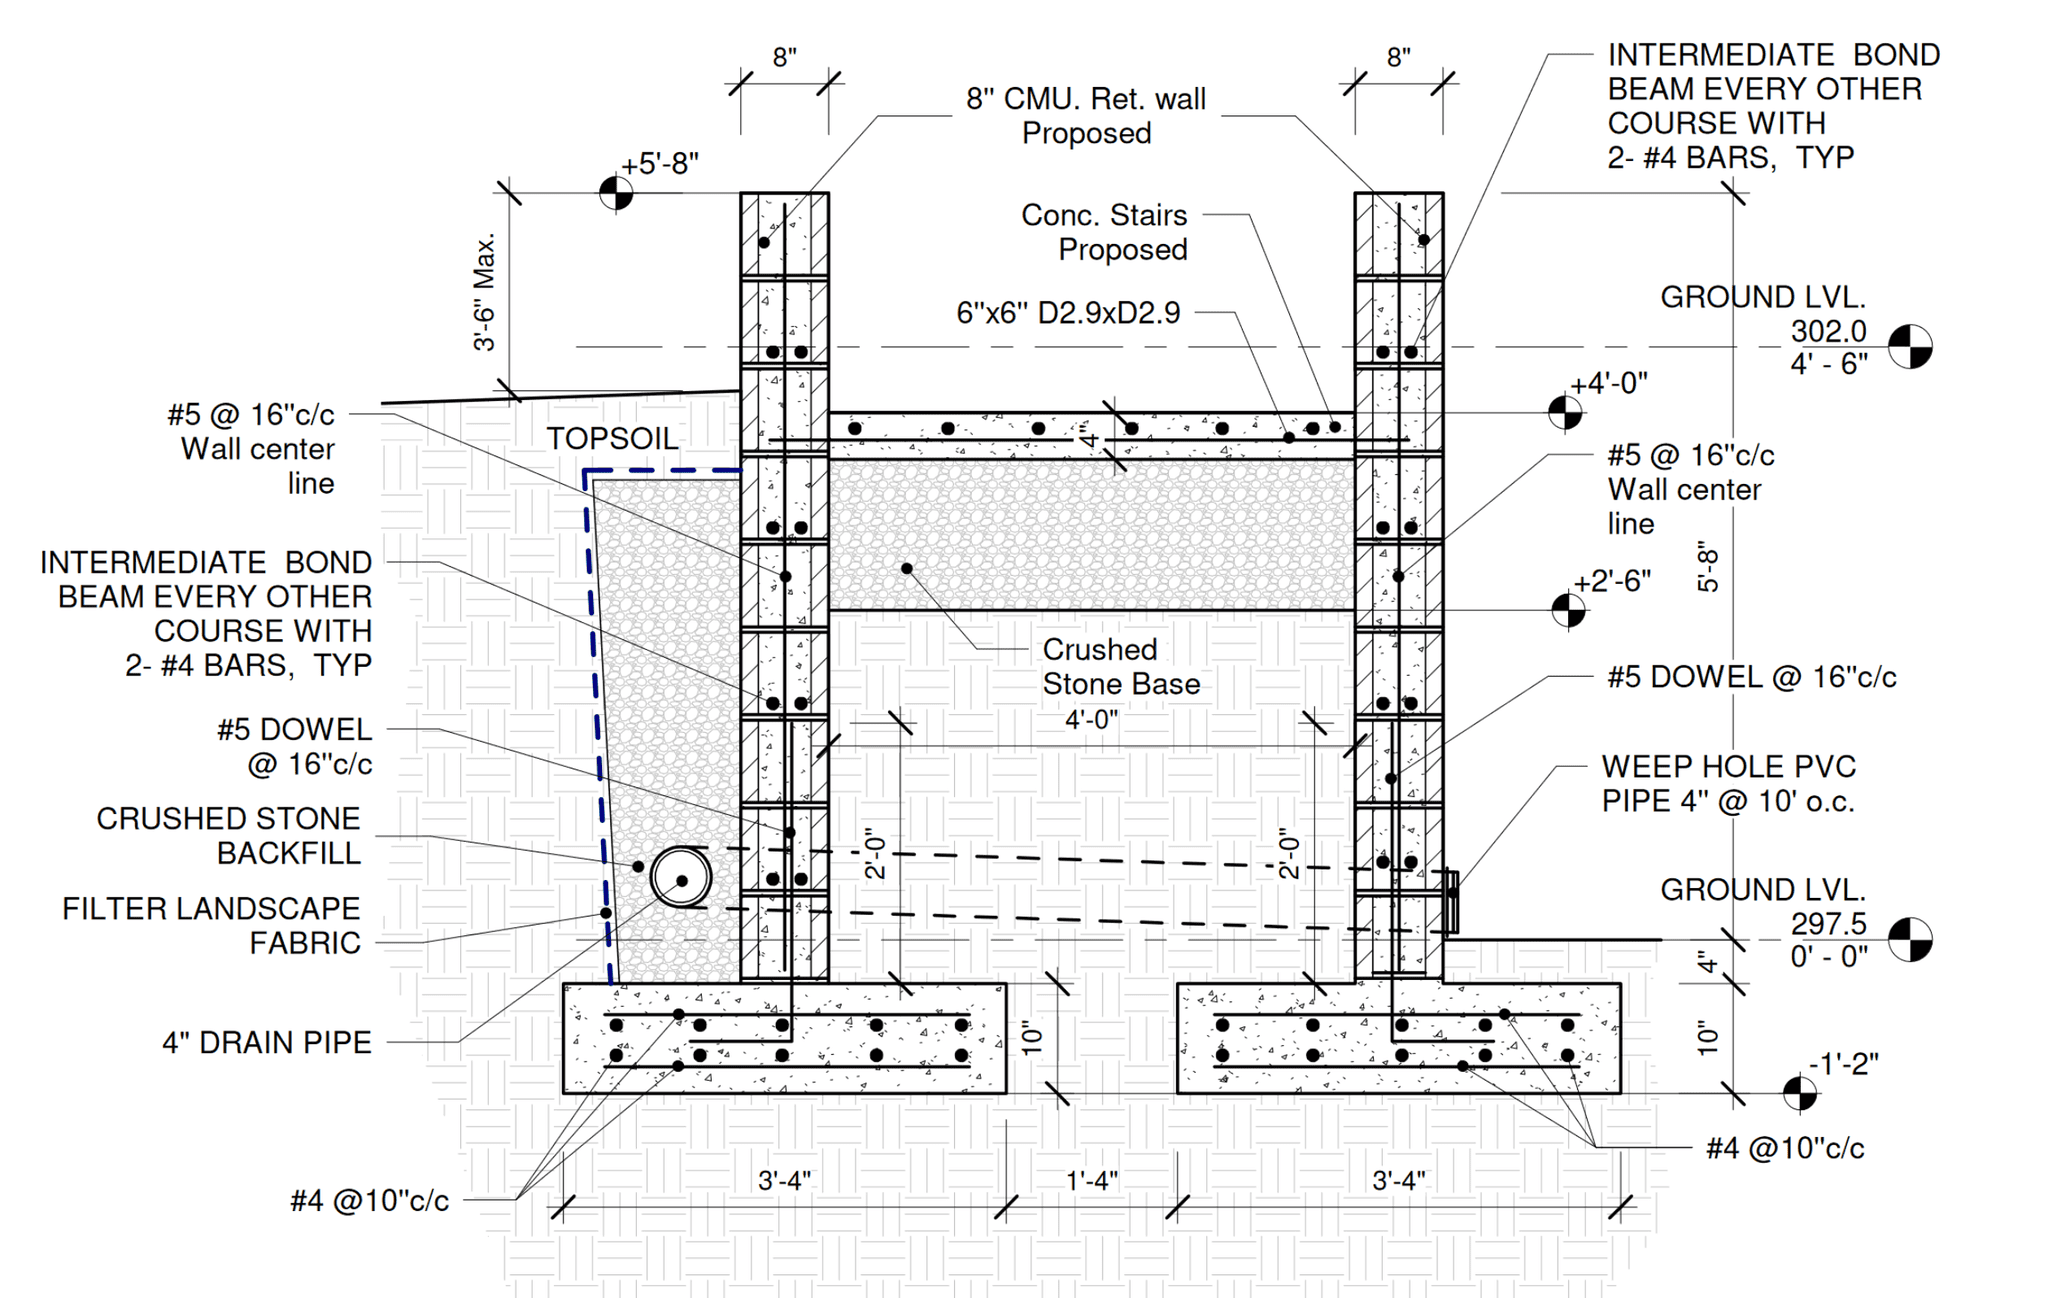 8"
8"
8" CMU. Ret. wall
Proposed
INTERMEDIATE BOND
BEAM EVERY OTHER
COURSE WITH
2- #4 BARS, TYP
+5'-8"
3'-6" Max.
Conc. Stairs
Proposed
6"x6" D2.9xD2.9
GROUND LVL.
302.0
4' - 6"
+4'-0"
#5 @ 16"c/c
Wall center
line
TOPSOIL
4"
#5 @ 16"c/c
Wall center
line
5'-8"
+2'-6"
INTERMEDIATE BOND
BEAM EVERY OTHER
COURSE WITH
2- #4 BARS, TYP
Crushed
Stone Base
4'-0"
#5 DOWEL @ 16"c/c
#5 DOWEL
@ 16"c/c
WEEP HOLE PVC
PIPE 4" @ 10' o.c.
CRUSHED STONE
BACKFILL
2'-0"
2'-0"
GROUND LVL.
297.5
0' - 0"
FILTER LANDSCAPE
FABRIC
4"
4" DRAIN PIPE
10"
10"
-1'-2"
#4 @10"c/c
#4 @10"c/c
3'-4"
1'-4"
3'-4"